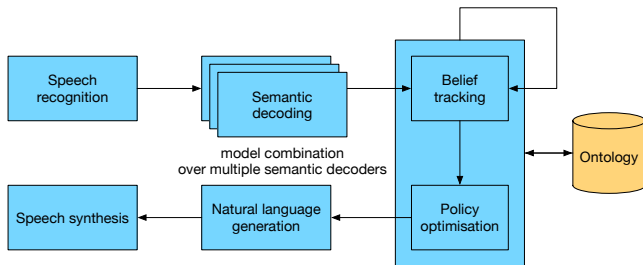 Speech
recognition
Semantic
decoding
Belief
tracking
model combination
over multiple semantic decoders
Ontology
Speech synthesis
Natural language
generation
Policy
optimisation